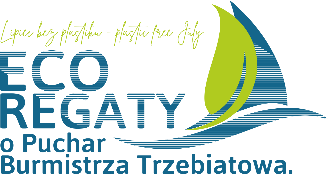 Lipiec bez plastiku - plastic free July
ECO
REGATY
o Puchar
Burmistrza Trzebiatowa.